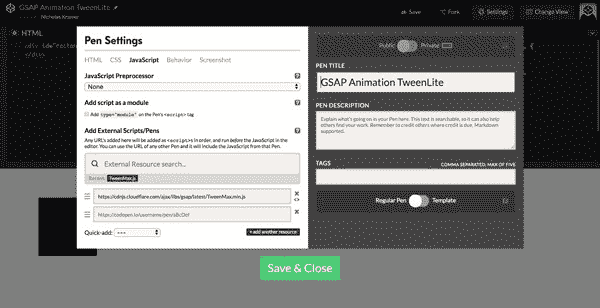 GSAP Animation TweenLite
Nicholas Kramer
Save
Fork
Settings
Change View
HTML
Pen Settings
HTML CSS JavaScript Behavior Screenshot
JavaScript Preprocessor
None
Add script as a module
Add type="module" on the Pen's <script> tag
Add External Scripts/Pens
Any URL's added here will be added as <script>s in order, and run before the JavaScript in the
editor. You can use the URL of any other Pen and it will include the JavaScript from that Pen.
External Resource search...
TweenMax.js
https://cdnjs.cloudflare.com/ajax/libs/gsap/latest/TweenMax.min.js
https://codepen.io/username/pen/aBcDef
Quick-add: ---
+ add another resource
Public Private
PEN TITLE
GSAP Animation TweenLite
PEN DESCRIPTION
Explain what's going on in your Pen here. This text is searchable, so it can also help
others find your work. Remember to credit others where credit is due. Markdown
supported.
TAGS COMMA SEPARATED, MAX OF FIVE
Regular Pen Template
Save & Close